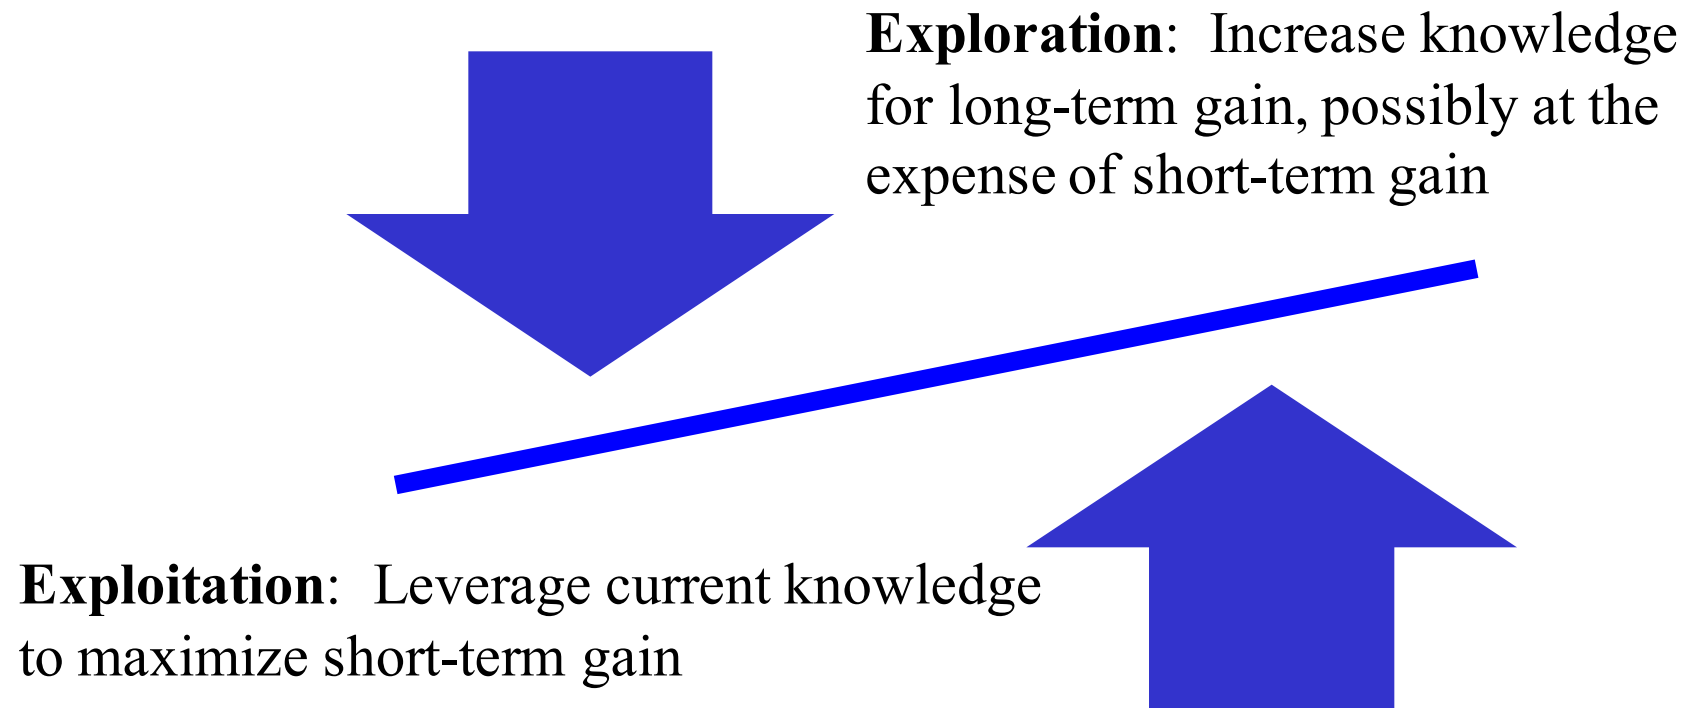 Exploration:  Increase knowledge
for long-term gain, possibly at the
expense of short-term gain
Exploitation:  Leverage current knowledge
to maximize short-term gain